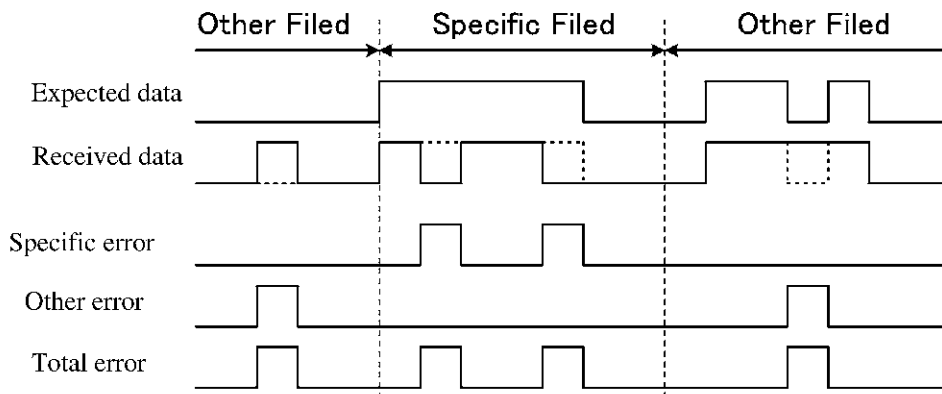 Other Filed Specific Filed Other Filed
Expected data
Received data
Specific error
Other error
Total error